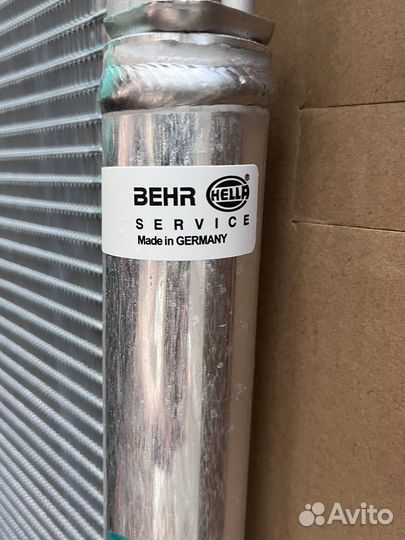 BEHR HELLA®
SERVICE
Made in GERMANY
Avito